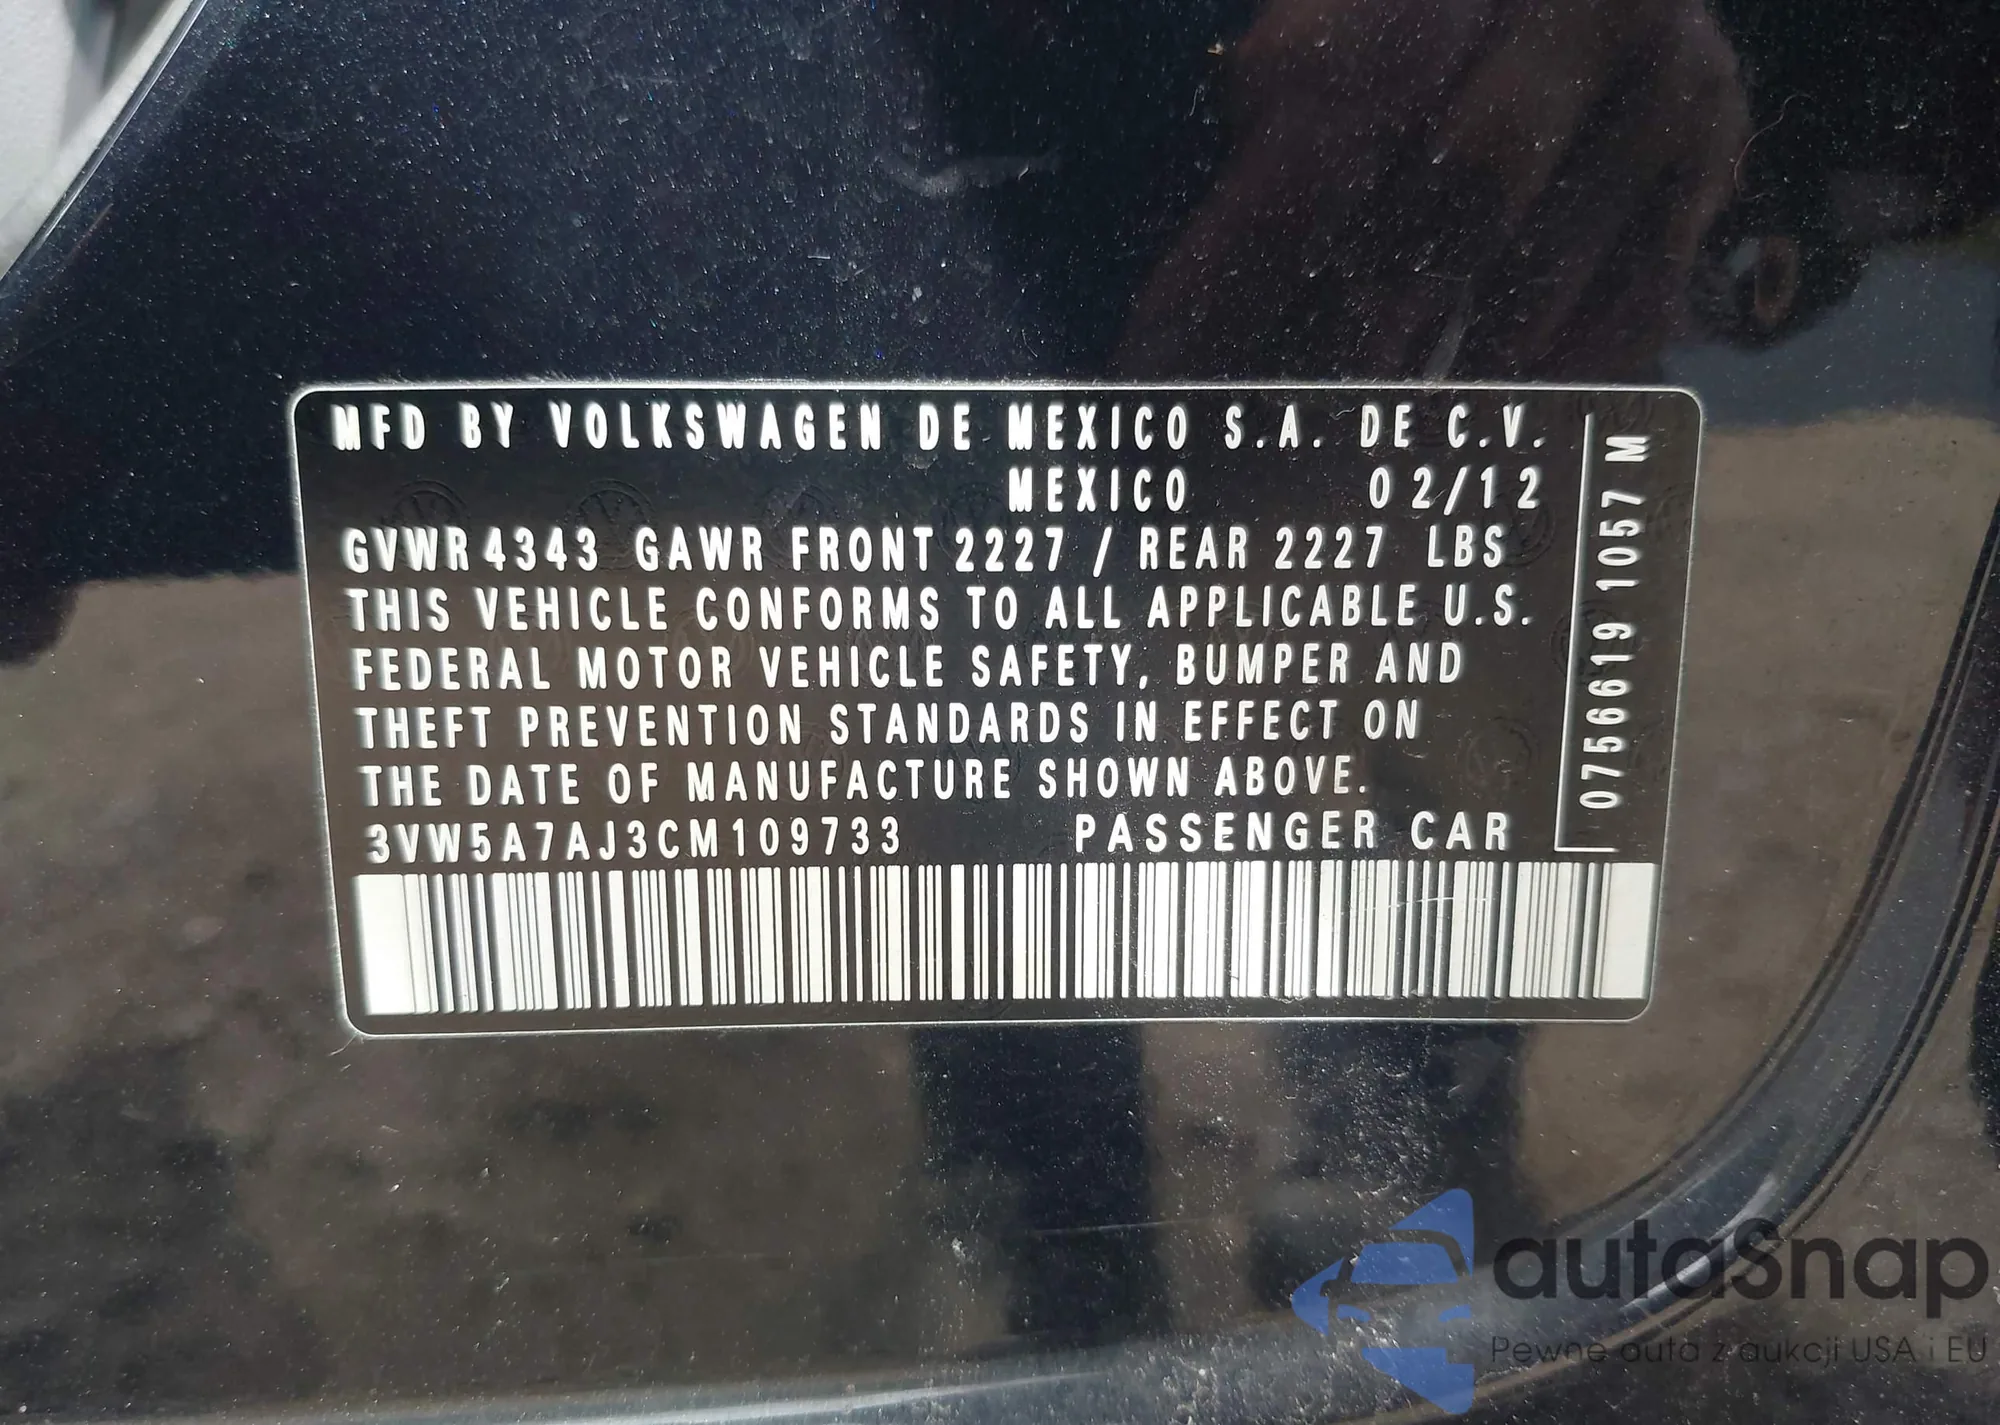 MFD BY VOLKSWAGEN DE MEXICO S.A. DE C.V.
MEXICO 02/12
GVWR 4343 GAWR FRONT 2227 / REAR 2227 LBS
THIS VEHICLE CONFORMS TO ALL APPLICABLE U.S.
FEDERAL MOTOR VEHICLE SAFETY, BUMPER AND
THEFT PREVENTION STANDARDS IN EFFECT ON
THE DATE OF MANUFACTURE SHOWN ABOVE.
3VW5A7AJ3CM109733 PASSENGER CAR
0756619 1057 M
autoSnap
Pewne auta z aukcji USA i EU